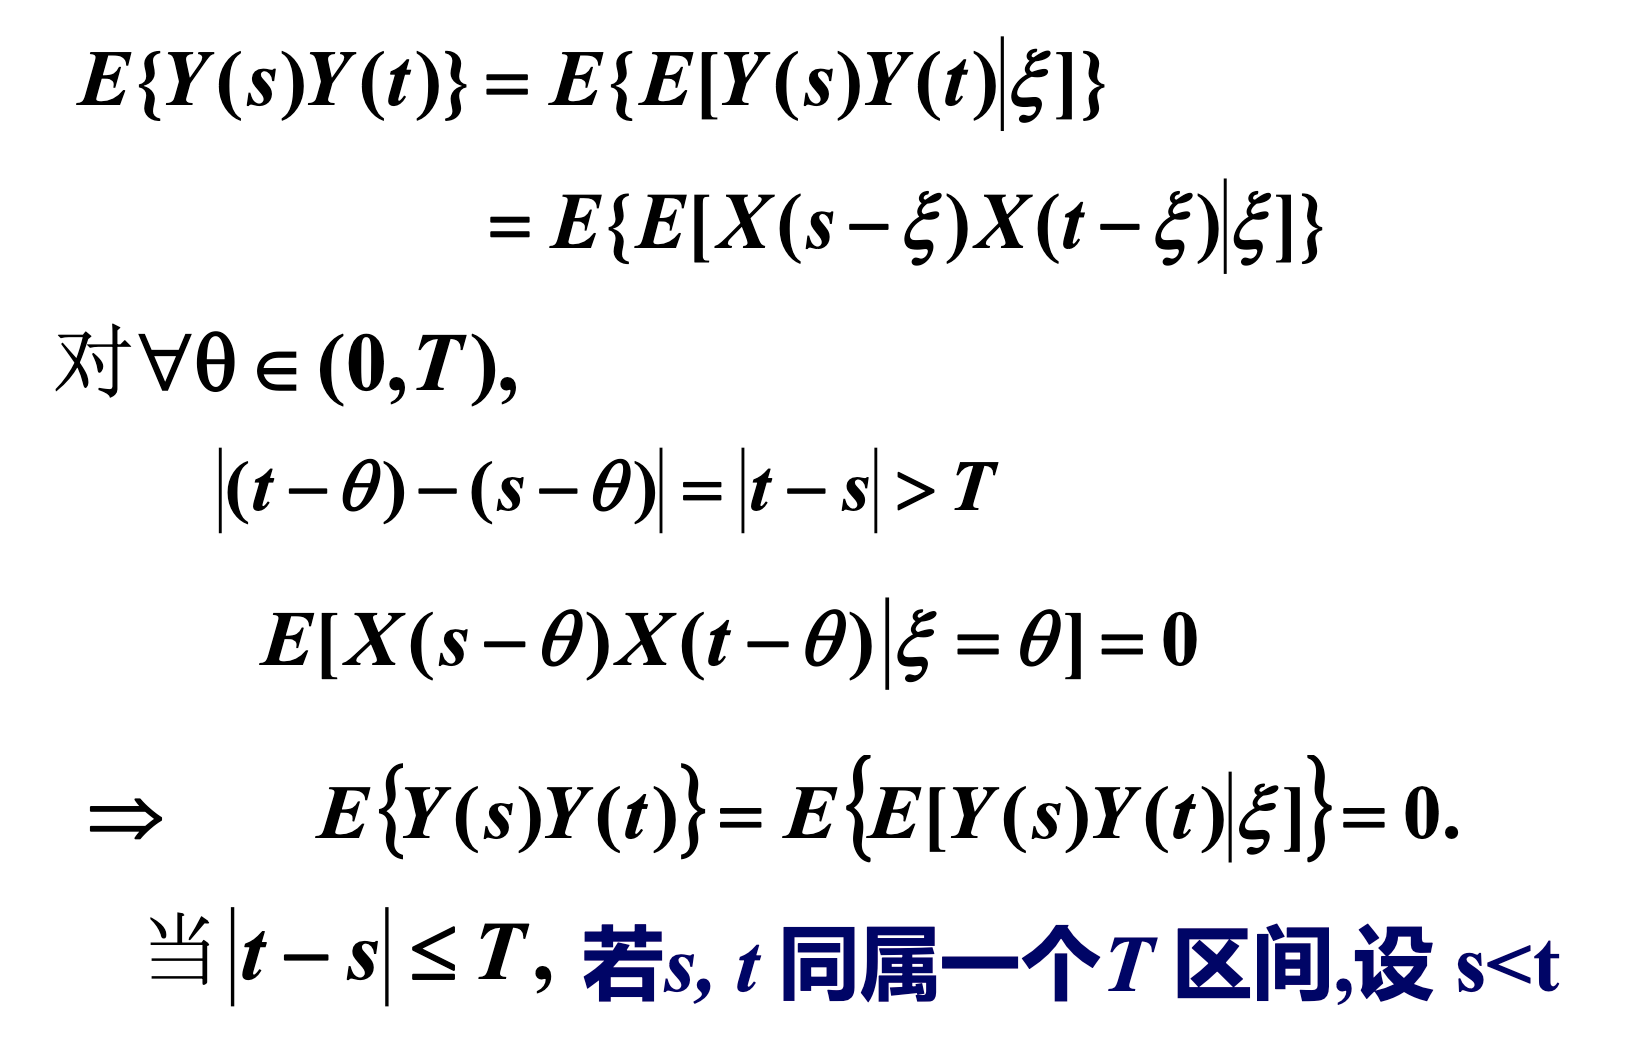 E{Y(s)Y(t)} = E{E[Y(s)Y(t)|ξ]}
= E{E[X(s−ξ)X(t−ξ)|ξ]}
对∀θ∈(0,T),
|(t−θ)−(s−θ)| = |t−s| > T
E[X(s−θ)X(t−θ)|ξ = θ] = 0
⇒ E{Y(s)Y(t)} = E{E[Y(s)Y(t)|ξ]} = 0.
当|t−s| ≤ T, 若s, t 同属一个T 区间,设 s<t